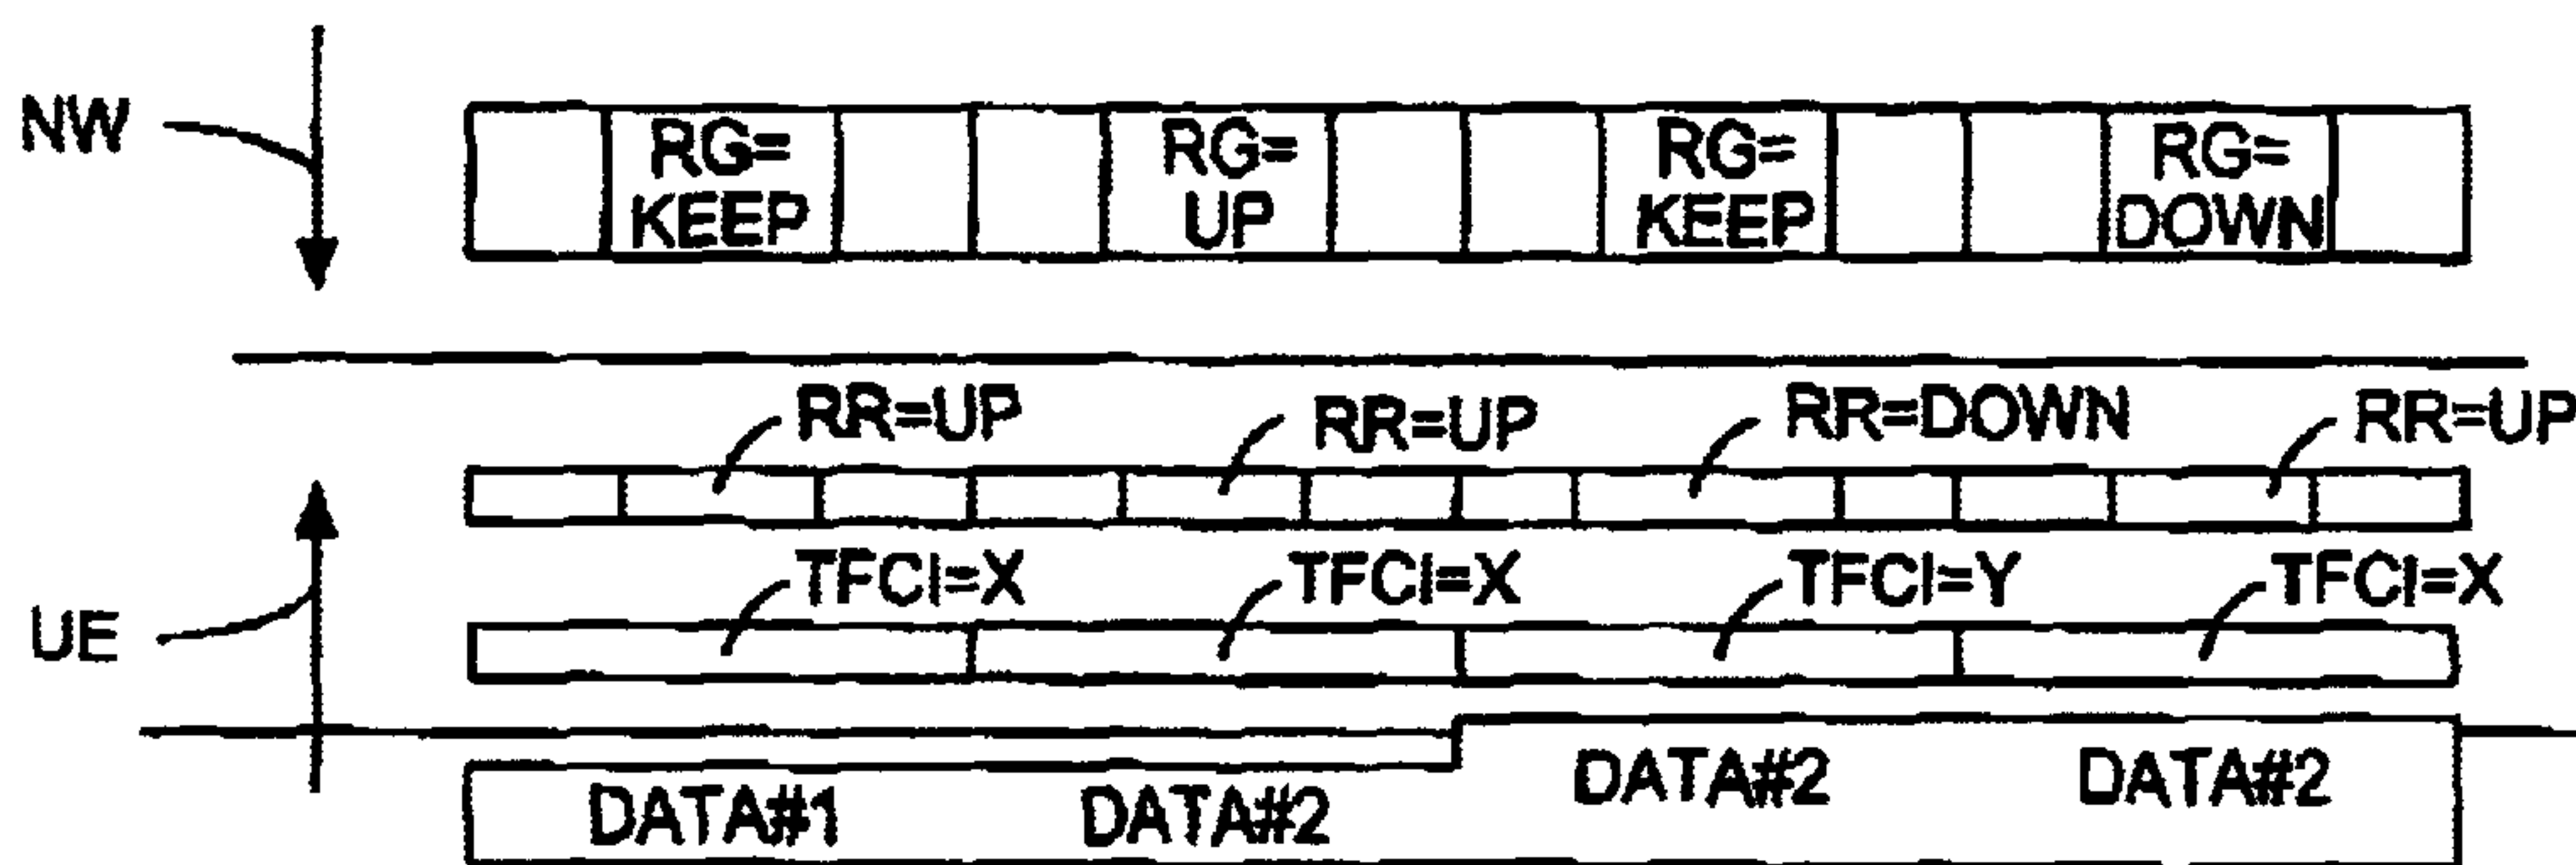 NW
RG= RG= RG= RG=
KEEP UP KEEP DOWN
RR=UP RR=UP RR=DOWN RR=UP
TFCI=X TFCI=X TFCI=Y TFCI=X
UE
DATA#1 DATA#2 DATA#2 DATA#2